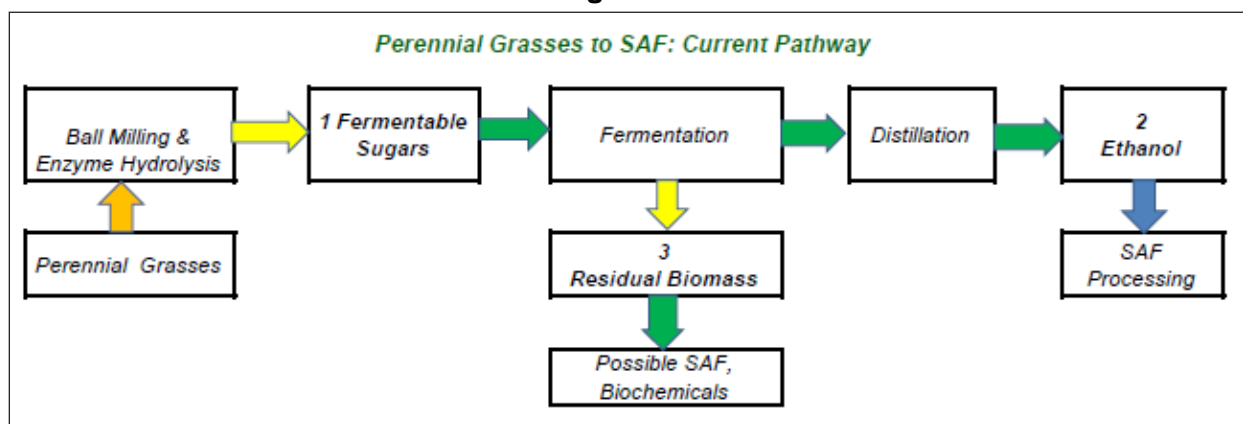 Perennial Grasses to SAF: Current Pathway
Ball Milling &
Enzyme Hydrolysis
1 Fermentable
Sugars
Fermentation
Distillation
2
Ethanol
Perennial Grasses
3
Residual Biomass
SAF
Processing
Possible SAF,
Biochemicals